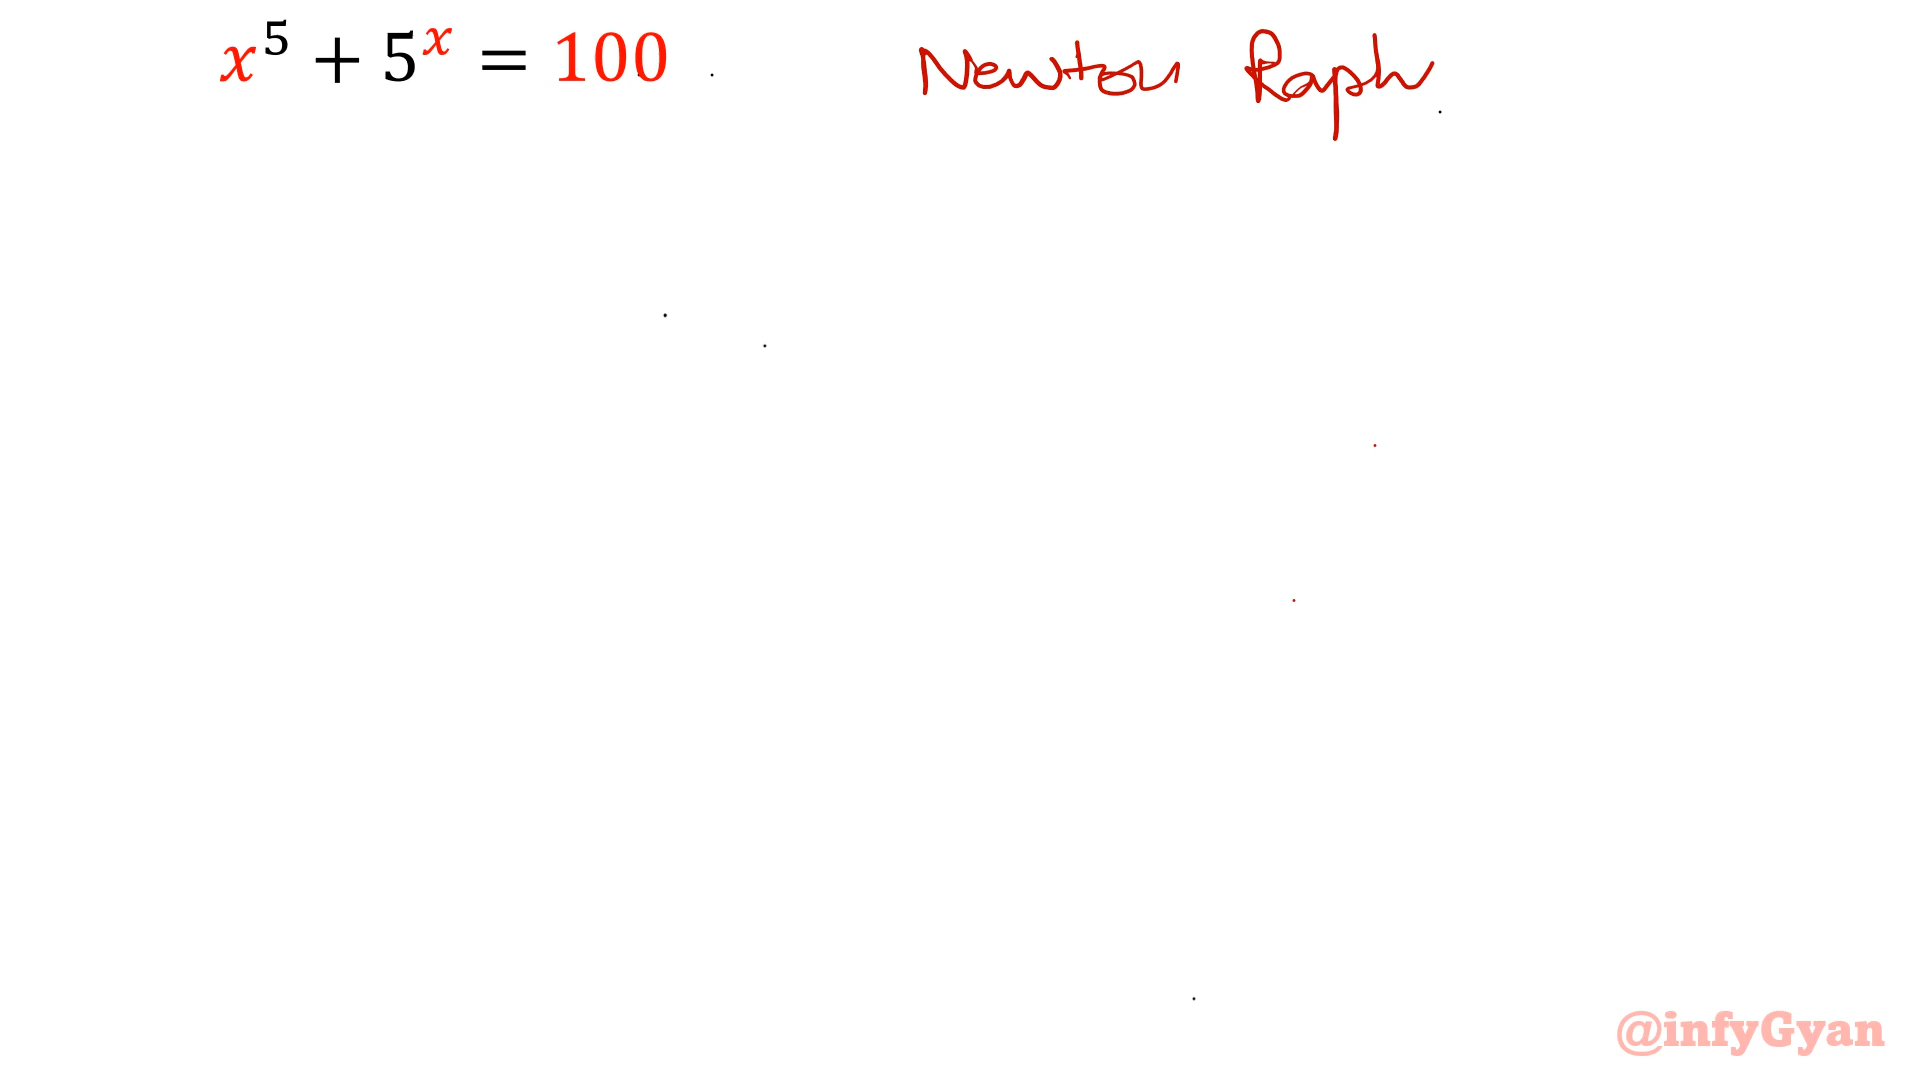 x⁵ + 5ˣ = 100 Newton Raph
@infyGyan